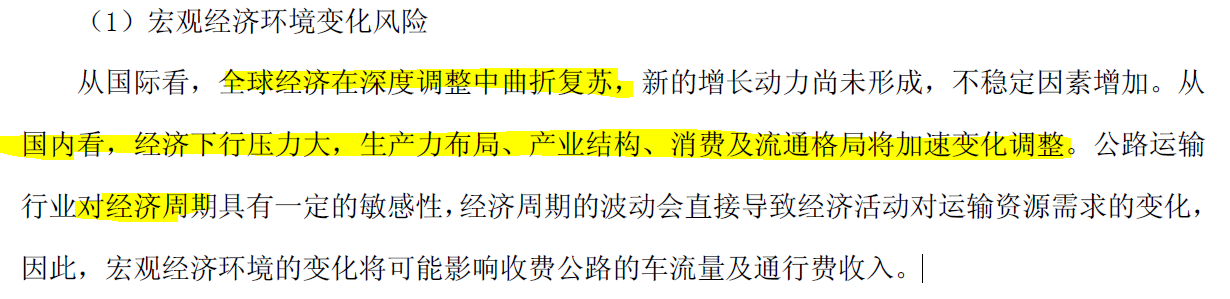 （1）宏观经济环境变化风险
从国际看，全球经济在深度调整中曲折复苏，新的增长动力尚未形成，不稳定因素增加。从
国内看，经济下行压力大，生产力布局、产业结构、消费及流通格局将加速变化调整。公路运输
行业对经济周期具有一定的敏感性，经济周期的波动会直接导致经济活动对运输资源需求的变化，
因此，宏观经济环境的变化将可能影响收费公路的车流量及通行费收入。